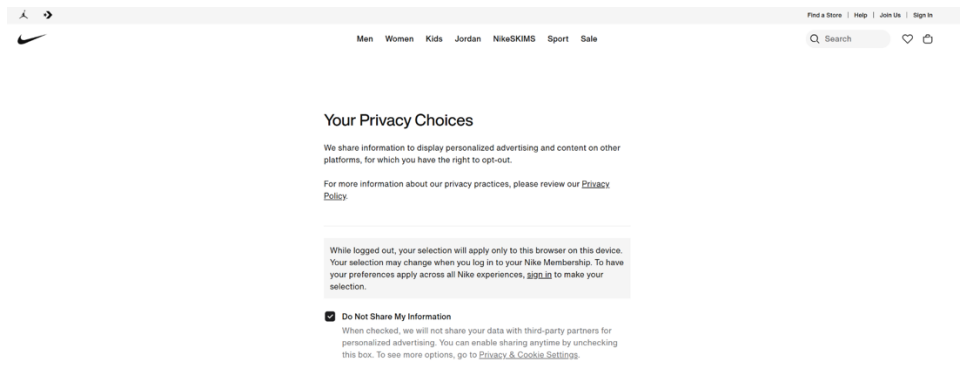 Find a Store | Help | Join Us | Sign In
Men Women Kids Jordan NikeSKIMS Sport Sale
Search
Your Privacy Choices
We share information to display personalized advertising and content on other
platforms, for which you have the right to opt-out.
For more information about our privacy practices, please review our Privacy
Policy.
While logged out, your selection will apply only to this browser on this device.
Your selection may change when you log in to your Nike Membership. To have
your preferences apply across all Nike experiences, sign in to make your
selection.
Do Not Share My Information
When checked, we will not share your data with third-party partners for
personalized advertising. You can enable sharing anytime by unchecking
this box. To see more options, go to Privacy & Cookie Settings.